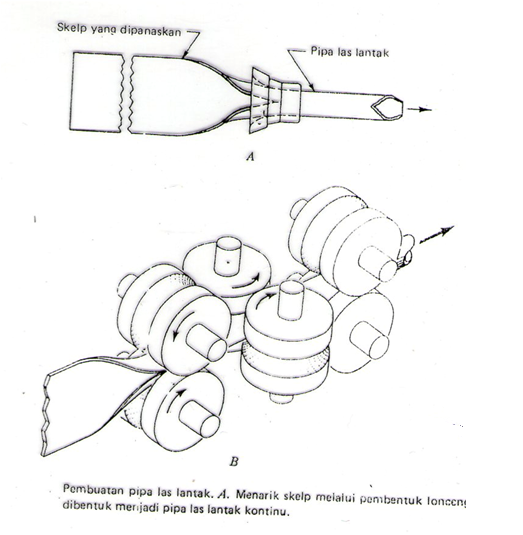 Skelp yang dipanaskan
Pipa las lantak
A
B
Pembuatan pipa las lantak. A. Menarik skelp melalui pembentuk lonceng
dibentuk menjadi pipa las lantak kontinu.